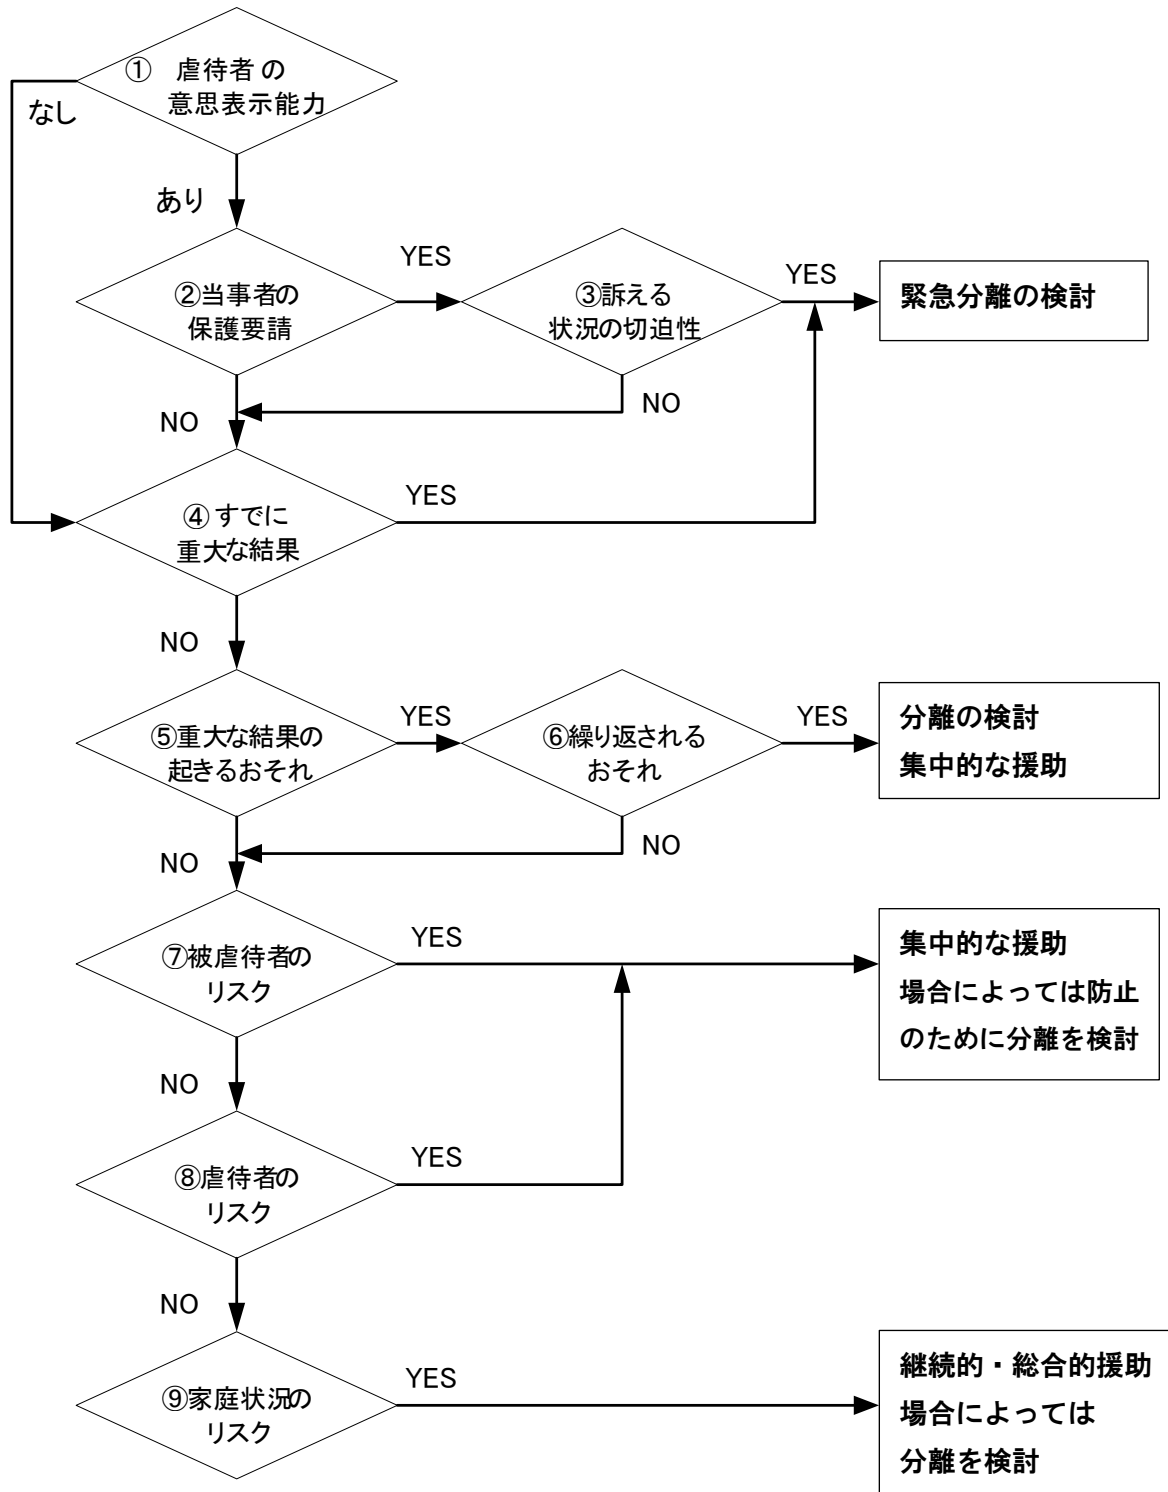 ① 虐待者の
意思表示能力
なし
あり
②当事者の
保護要請
YES
③訴える
状況の切迫性
YES
緊急分離の検討
NO
NO
④すでに
重大な結果
YES
NO
⑤重大な結果の
起きるおそれ
YES
⑥繰り返される
おそれ
YES
分離の検討
集中的な援助
NO
NO
⑦被虐待者の
リスク
YES
集中的な援助
場合によっては防止
のために分離を検討
NO
⑧虐待者の
リスク
YES
NO
⑨家庭状況の
リスク
YES
継続的・総合的援助
場合によっては
分離を検討